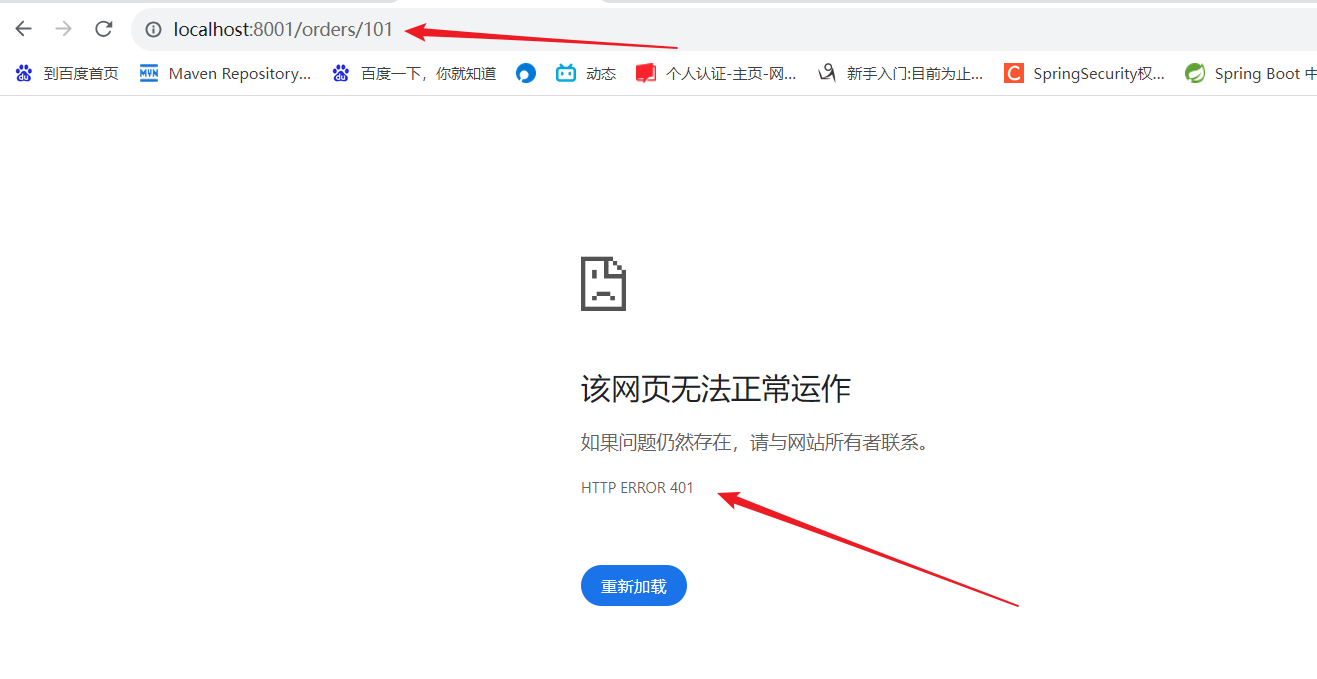 localhost:8001/orders/101
到百度首页 MVN Maven Repository... 百度一下，你就知道 动态 个人认证-主页-网... 新手入门:目前为止... C SpringSecurity权... Spring Boot 中
该网页无法正常运作
如果问题仍然存在，请与网站所有者联系。
HTTP ERROR 401
重新加载